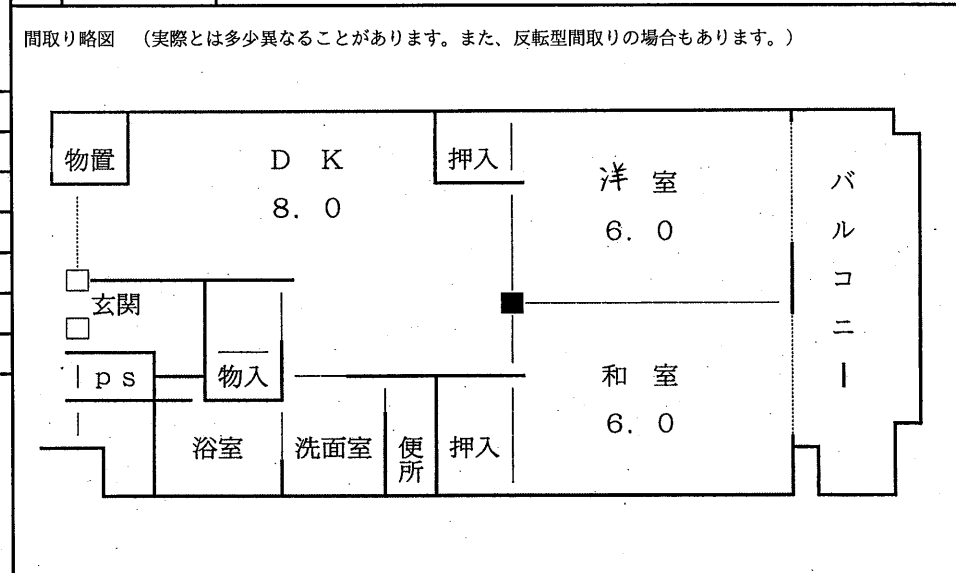 間取り略図 （実際とは多少異なることがあります。また、反転型間取りの場合もあります。）
物置
ＤＫ
８．０
押入
洋室
６．０
バルコニー
玄関
ｐｓ
物入
和室
６．０
浴室
洗面室
便所
押入